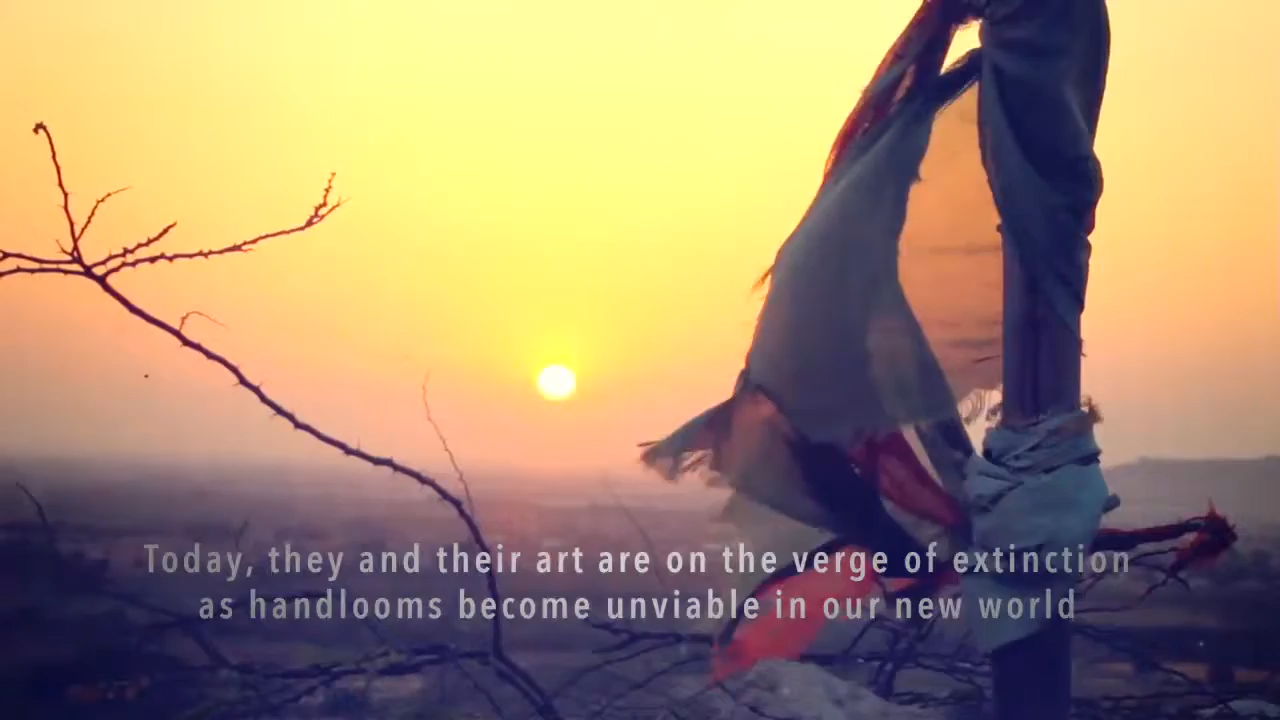 Today, they and their art are on the verge of extinction
as handlooms become unviable in our new world